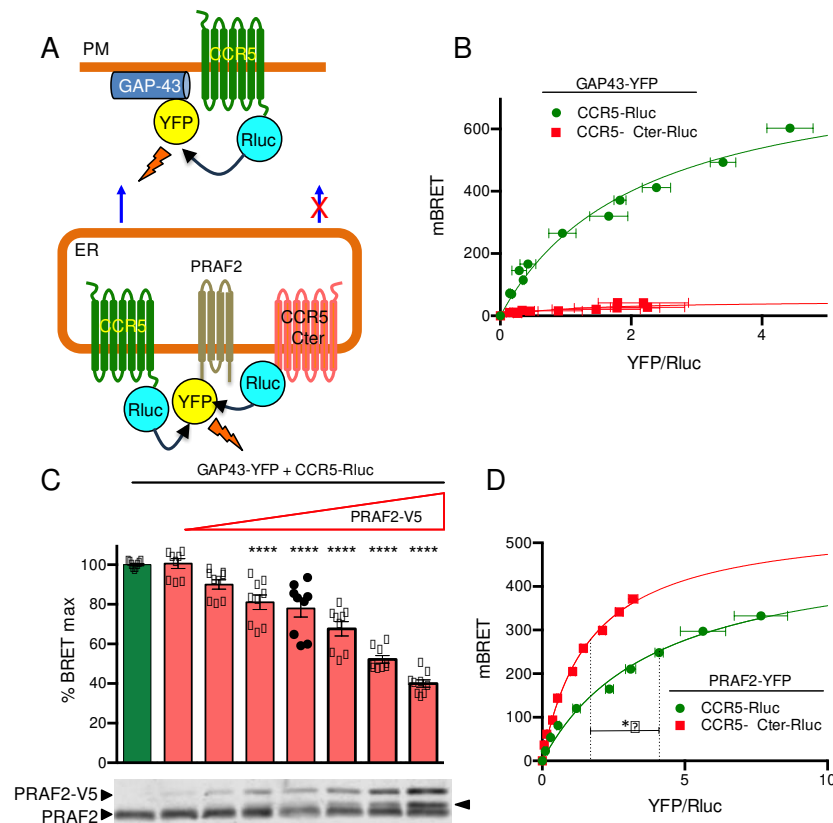 A
PM
CCR5
GAP-43
YFP
Rluc
ER
PRAF2
CCR5
CCR5
Cter
Rluc
YFP
Rluc
B
GAP43-YFP
CCR5-Rluc
CCR5- Cter-Rluc
600
400
200
0
mBRET
0 2 4
YFP/Rluc
C
GAP43-YFP + CCR5-Rluc
PRAF2-V5
**** **** **** **** ****
100
80
60
40
20
0
% BRET max
PRAF2-V5
PRAF2
D
500
400
300
200
100
0
mBRET
PRAF2-YFP
CCR5-Rluc
CCR5- Cter-Rluc
*
0 5 10
YFP/Rluc